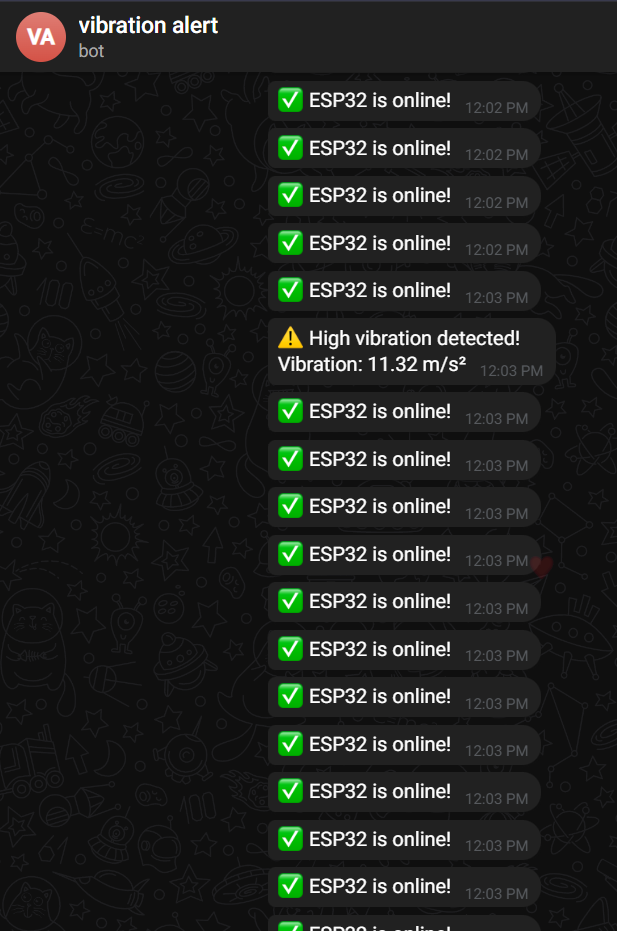 VA
vibration alert
bot
✅ ESP32 is online! 12:02 PM
✅ ESP32 is online! 12:02 PM
✅ ESP32 is online! 12:02 PM
✅ ESP32 is online! 12:02 PM
✅ ESP32 is online! 12:03 PM
⚠️ High vibration detected!
Vibration: 11.32 m/s² 12:03 PM
✅ ESP32 is online! 12:03 PM
✅ ESP32 is online! 12:03 PM
✅ ESP32 is online! 12:03 PM
✅ ESP32 is online! 12:03 PM
✅ ESP32 is online! 12:03 PM
✅ ESP32 is online! 12:03 PM
✅ ESP32 is online! 12:03 PM
✅ ESP32 is online! 12:03 PM
✅ ESP32 is online! 12:03 PM
✅ ESP32 is online! 12:03 PM
✅ ESP32 is online! 12:03 PM
✅ ESP32 is online!